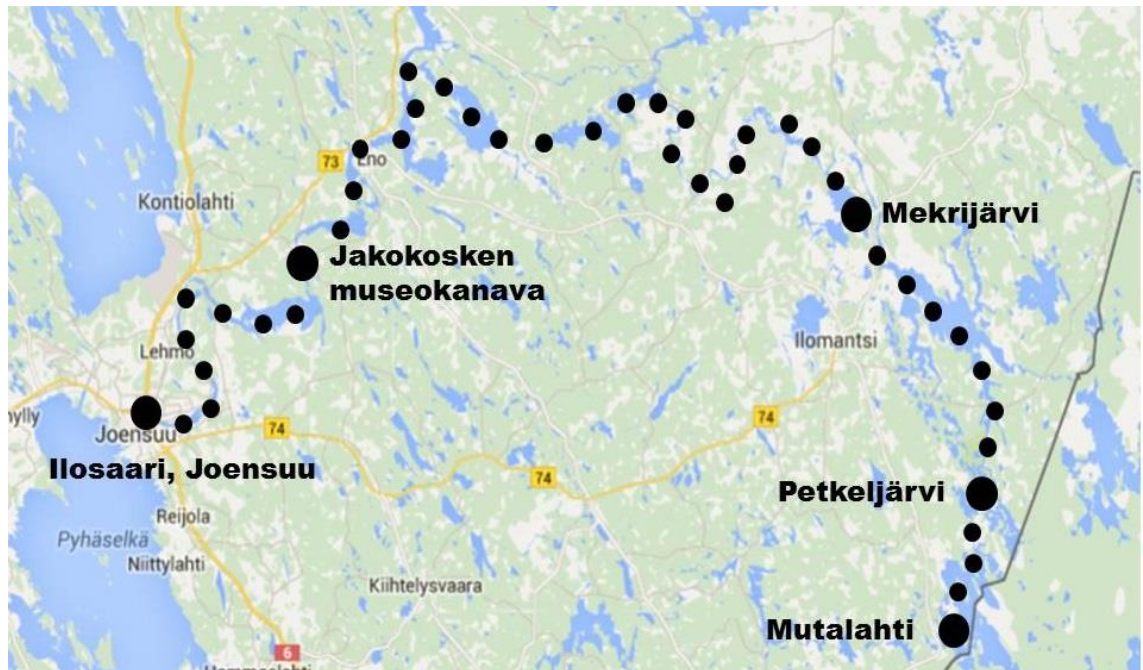 73
Eno
Kontiolahti
Mekrijärvi
Jakokosken
museokanava
Ilomantsi
Lehmo
74
74
Joensuu
Ilosaari, Joensuu
74
Petkeljärvi
Reijola
Pyhäselkä
Niittylahti
Kiihtelysvaara
Mutalahti
6